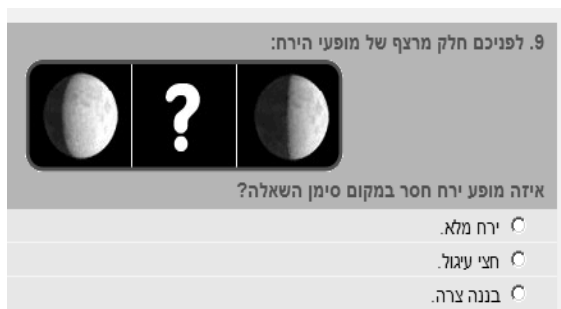 9. לפניכם חלק מרצף של מופעי הירח:
?
איזה מופע ירח חסר במקום סימן השאלה?
ירח מלא.
חצי עיגול.
בננה צרה.